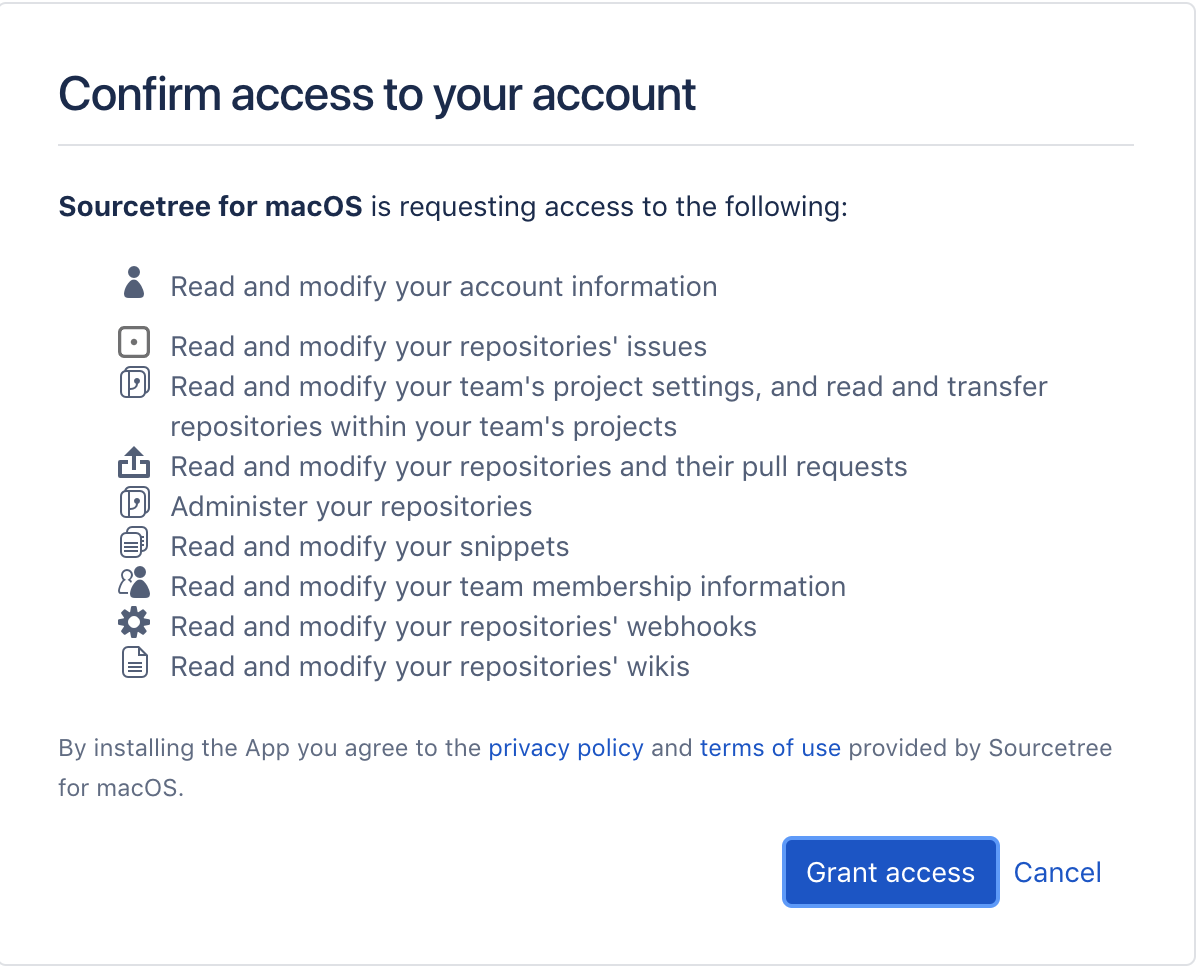 Confirm access to your account
Sourcetree for macOS is requesting access to the following:
Read and modify your account information
Read and modify your repositories' issues
Read and modify your team's project settings, and read and transfer
repositories within your team's projects
Read and modify your repositories and their pull requests
Administer your repositories
Read and modify your snippets
Read and modify your team membership information
Read and modify your repositories' webhooks
Read and modify your repositories' wikis
By installing the App you agree to the privacy policy and terms of use provided by Sourcetree
for macOS.
Grant access Cancel